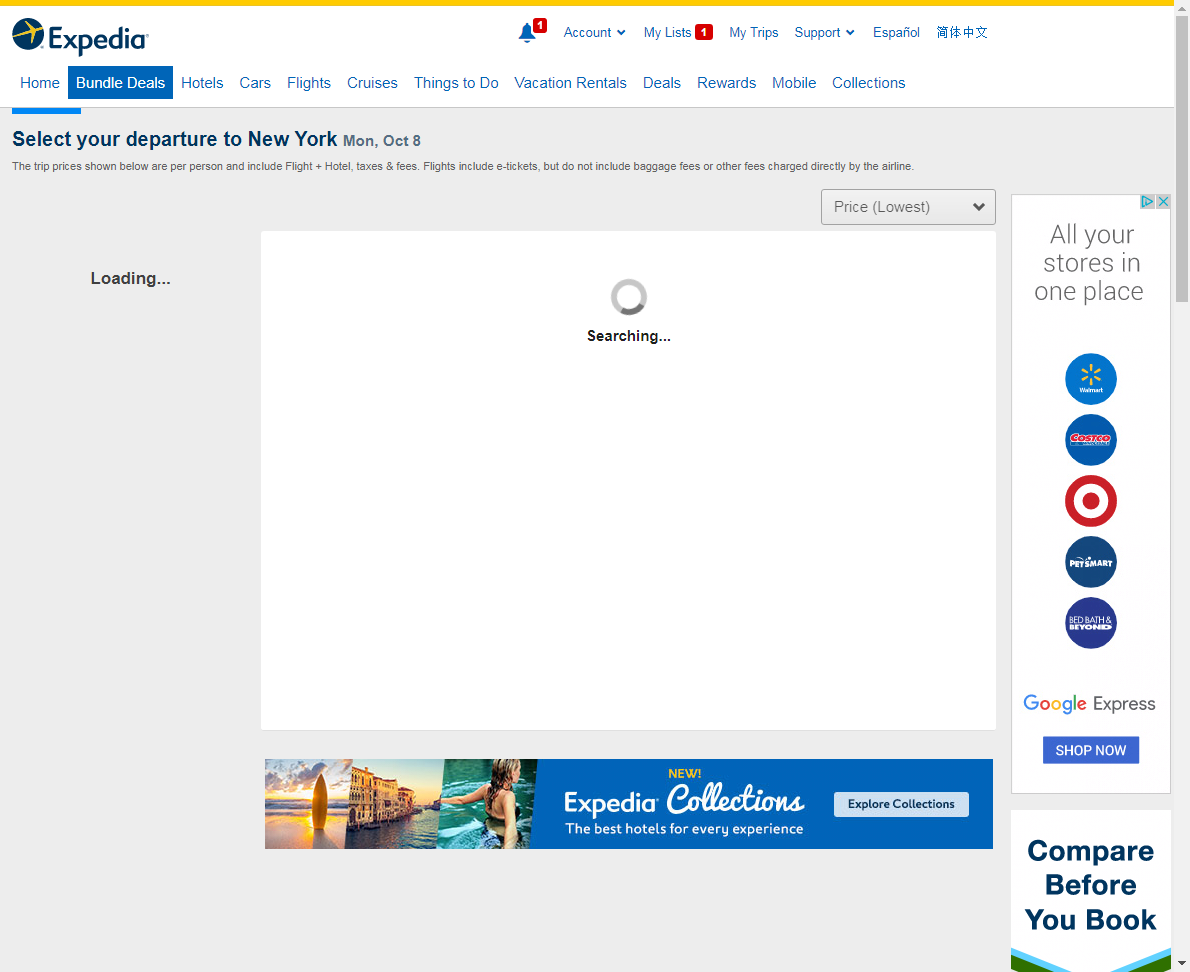 Expedia
1
Account
My Lists 1
My Trips
Support
Español
简体中文
Home
Bundle Deals
Hotels
Cars
Flights
Cruises
Things to Do
Vacation Rentals
Deals
Rewards
Mobile
Collections
Select your departure to New York Mon, Oct 8
The trip prices shown below are per person and include Flight + Hotel, taxes & fees. Flights include e-tickets, but do not include baggage fees or other fees charged directly by the airline.
Price (Lowest)
Loading...
Searching...
All your
stores in
one place
Walmart
COSTCO
PETSMART
BED BATH &
BEYOND
Google Express
SHOP NOW
NEW!
Expedia Collections
The best hotels for every experience
Explore Collections
Compare
Before
You Book